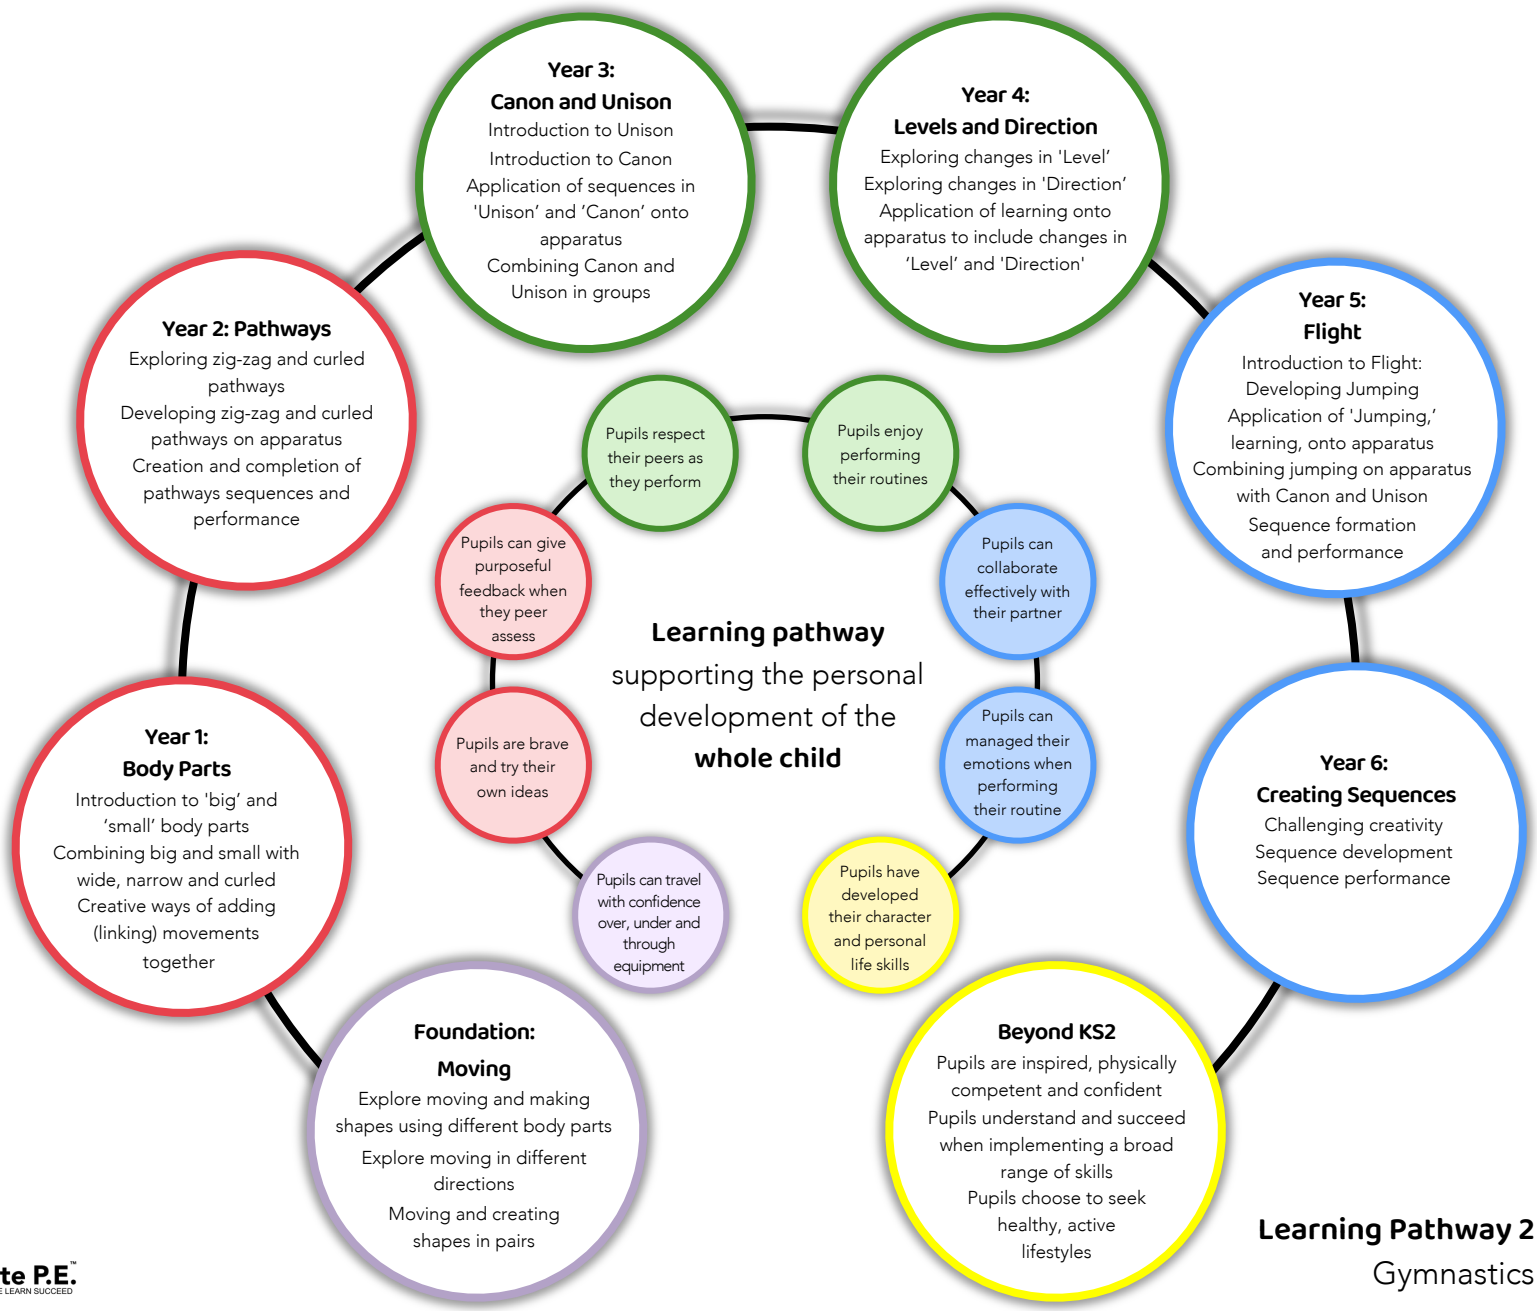 Year 3:
Canon and Unison
Introduction to Unison
Introduction to Canon
Application of sequences in
'Unison’ and ’Canon’ onto
apparatus
Combining Canon and
Unison in groups
Year 4:
Levels and Direction
Exploring changes in 'Level’
Exploring changes in 'Direction’
Application of learning onto
apparatus to include changes in
‘Level’ and 'Direction'
Year 2: Pathways
Exploring zig-zag and curled
pathways
Developing zig-zag and curled
pathways on apparatus
Creation and completion of
pathways sequences and
performance
Year 5:
Flight
Introduction to Flight:
Developing Jumping
Application of 'Jumping,’
learning, onto apparatus
Combining jumping on apparatus
with Canon and Unison
Sequence formation
and performance
Pupils respect
their peers as
they perform
Pupils enjoy
performing
their routines
Pupils can give
purposeful
feedback when
they peer
assess
Pupils can
collaborate
effectively with
their partner
Learning pathway
supporting the personal
development of the
whole child
Pupils are brave
and try their
own ideas
Pupils can
managed their
emotions when
performing
their routine
Year 1:
Body Parts
Introduction to 'big’ and
‘small’ body parts
Combining big and small with
wide, narrow and curled
Creative ways of adding
(linking) movements
together
Year 6:
Creating Sequences
Challenging creativity
Sequence development
Sequence performance
Pupils can travel
with confidence
over, under and
through
equipment
Pupils have
developed
their character
and personal
life skills
Foundation:
Moving
Explore moving and making
shapes using different body parts
Explore moving in different
directions
Moving and creating
shapes in pairs
Beyond KS2
Pupils are inspired, physically
competent and confident
Pupils understand and succeed
when implementing a broad
range of skills
Pupils choose to seek
healthy, active
lifestyles
Learning Pathway 2
Gymnastics
te P.E.™
E LEARN SUCCEED